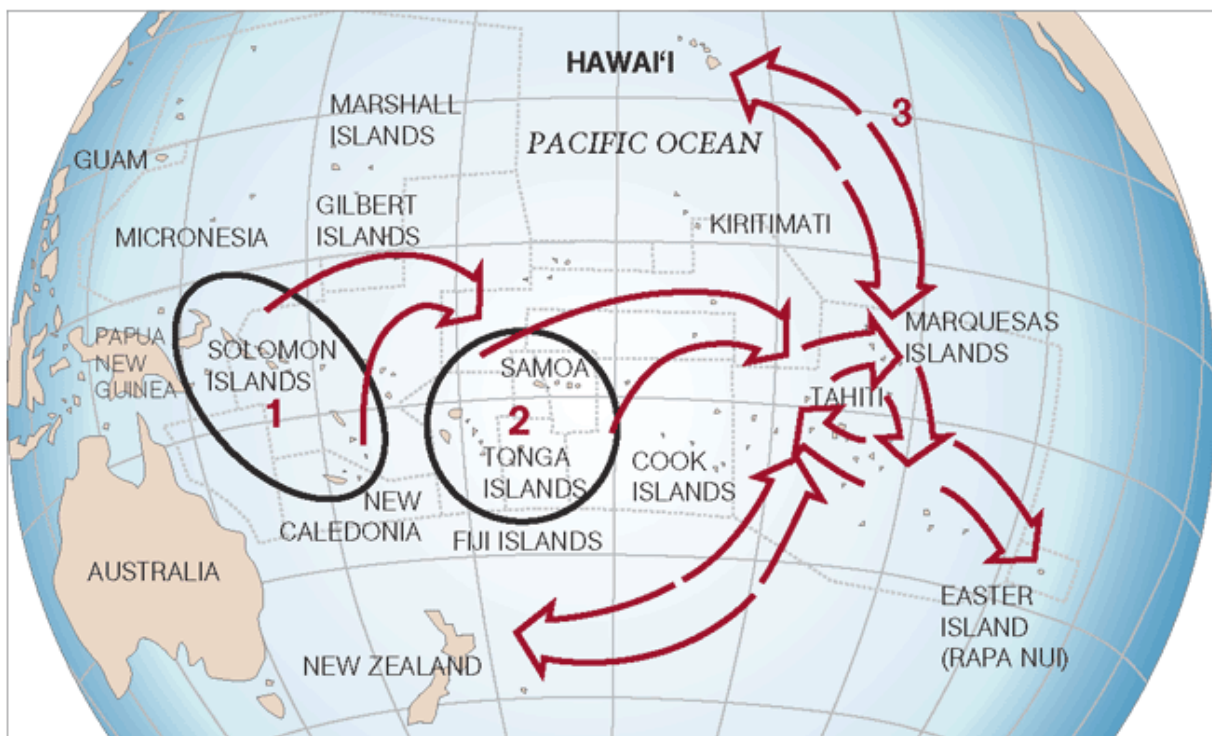 HAWAI‘I
MARSHALL
ISLANDS
PACIFIC OCEAN
3
GUAM
GILBERT
ISLANDS
MICRONESIA
KIRITIMATI
PAPUA
NEW
GUINEA
SOLOMON
ISLANDS
1
SAMOA
2
TONGA
ISLANDS
MARQUESAS
ISLANDS
TAHITI
COOK
ISLANDS
NEW
CALEDONIA
FIJI ISLANDS
AUSTRALIA
EASTER
ISLAND
(RAPA NUI)
NEW ZEALAND